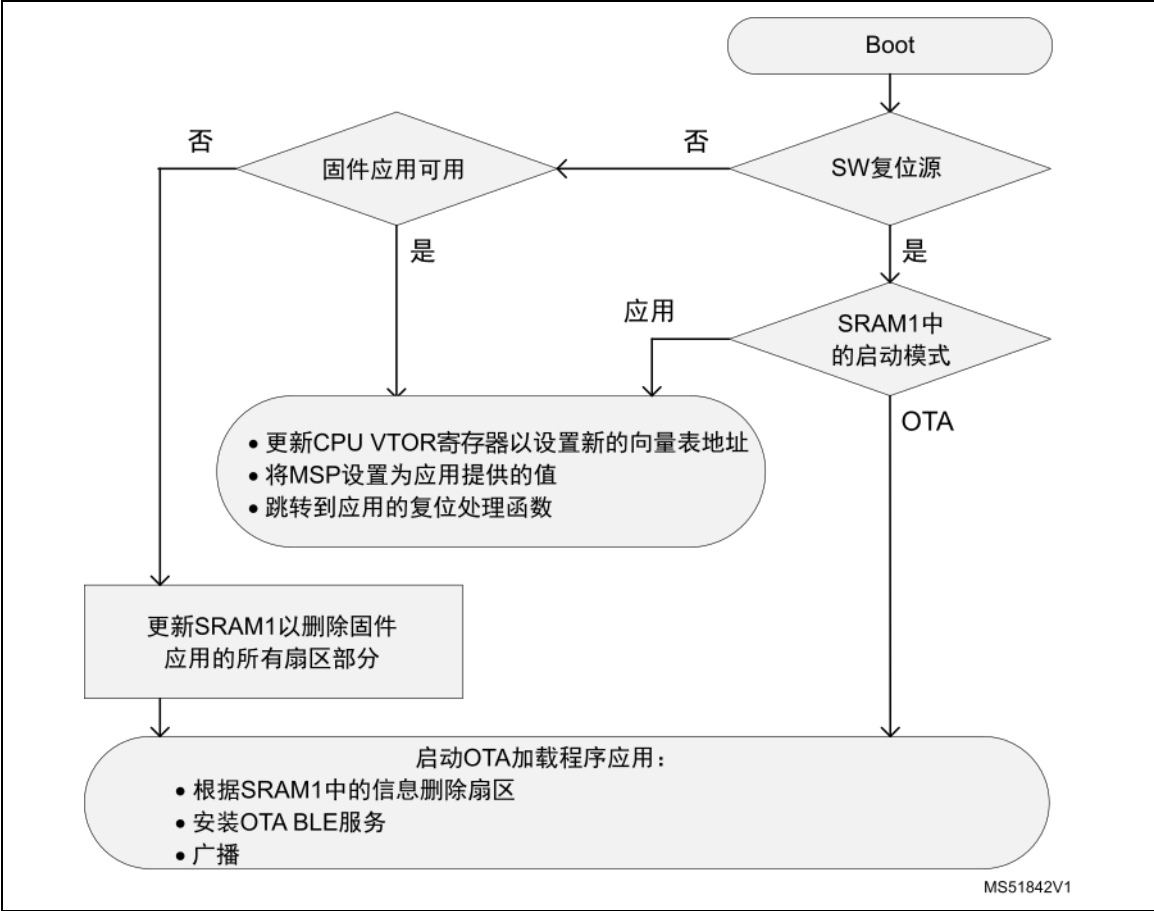 Boot
SW复位源
否
固件应用可用
否
是
是
应用
SRAM1中
的启动模式
OTA
• 更新CPU VTOR寄存器以设置新的向量表地址
• 将MSP设置为应用提供的值
• 跳转到应用的复位处理函数
更新SRAM1以删除固件
应用的所有扇区部分
启动OTA加载程序应用：
• 根据SRAM1中的信息删除扇区
• 安装OTA BLE服务
• 广播
MS51842V1